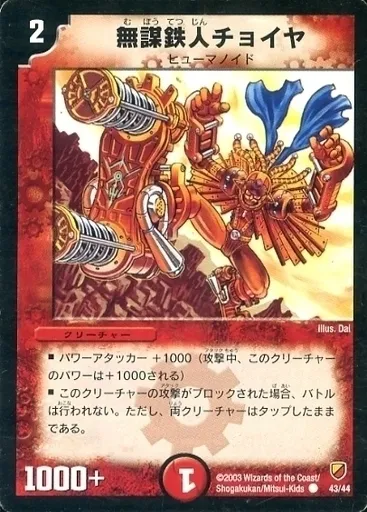 2
無謀鉄人チョイヤ
むぼうてつじん
ヒューマノイド
Illus. Dai
クリーチャー
■ パワーアタッカー +1000（攻撃中、このクリーチャー
のパワーは+1000される）
■ このクリーチャーの攻撃がブロックされた場合、バトル
は行われない。ただし、両クリーチャーはタップしたまま
である。
1000+
1
©2003 Wizards of the Coast/
Shogakukan/Mitsui-Kids
43/44